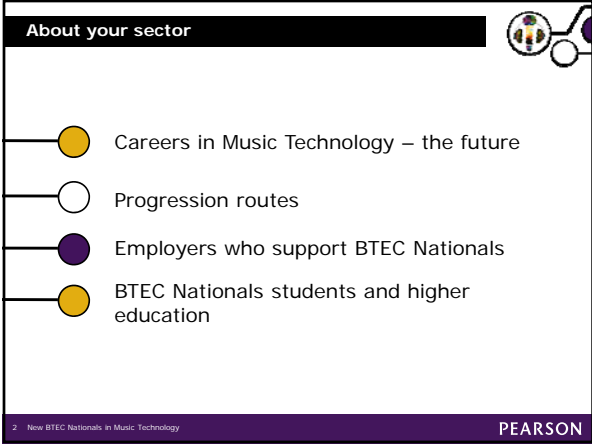 About your sector
Careers in Music Technology – the future
Progression routes
Employers who support BTEC Nationals
BTEC Nationals students and higher
education
2 New BTEC Nationals in Music Technology
PEARSON